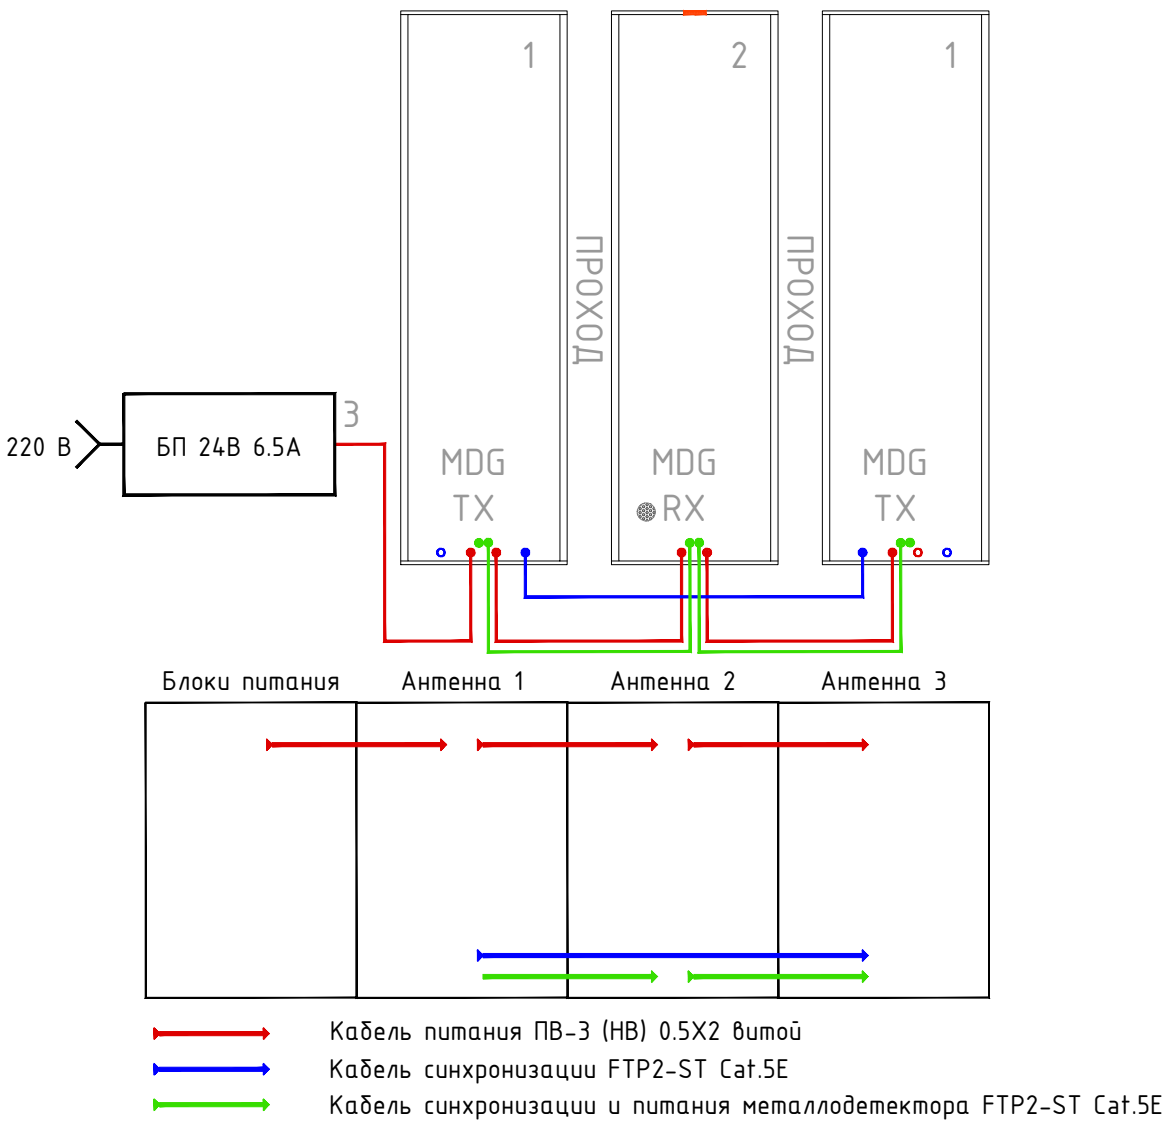 1
2
1
ПРОХОД
ПРОХОД
3
220 В
БП 24В 6.5А
MDG
TX
MDG
RX
MDG
TX
Блоки питания
Антенна 1
Антенна 2
Антенна 3
Кабель питания ПВ-3 (НВ) 0.5Х2 витой
Кабель синхронизации FTP2-ST Cat.5E
Кабель синхронизации и питания металлодетектора FTP2-ST Cat.5E